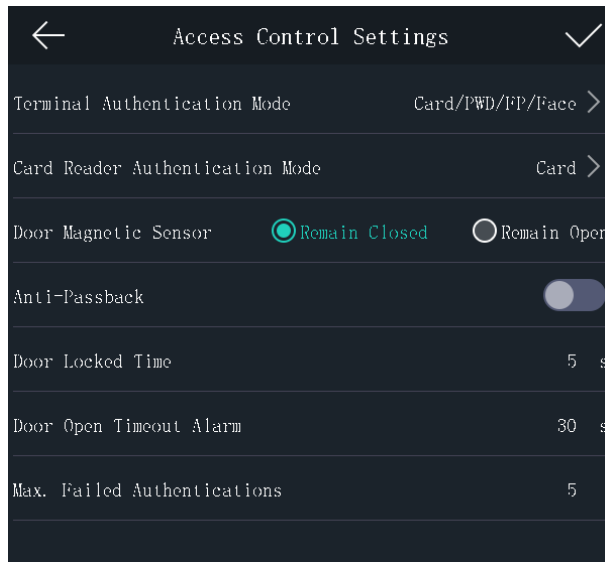 Access Control Settings
Terminal Authentication Mode Card/PWD/FP/Face >
Card Reader Authentication Mode Card >
Door Magnetic Sensor Remain Closed Remain Open
Anti-Passback
Door Locked Time 5 s
Door Open Timeout Alarm 30 s
Max. Failed Authentications 5